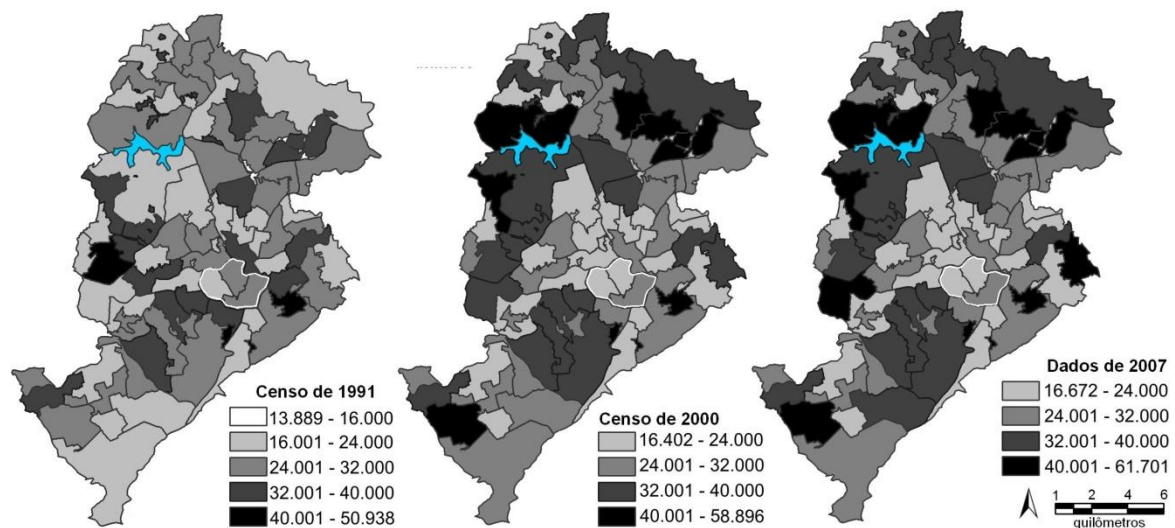 Censo de 1991
13.889 - 16.000
16.001 - 24.000
24.001 - 32.000
32.001 - 40.000
40.001 - 50.938
Censo de 2000
16.402 - 24.000
24.001 - 32.000
32.001 - 40.000
40.001 - 58.896
Dados de 2007
16.672 - 24.000
24.001 - 32.000
32.001 - 40.000
40.001 - 61.701
1 2 4 6
quilômetros